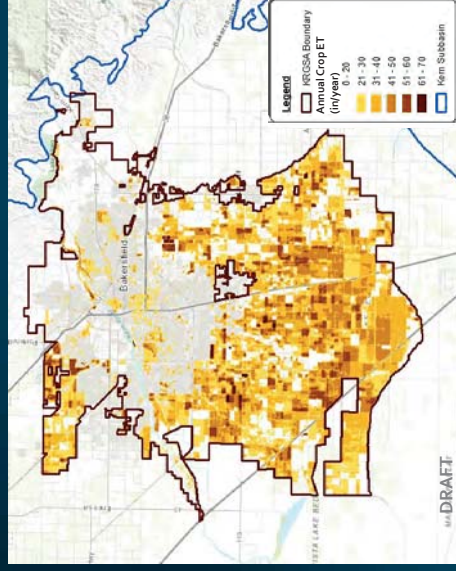 Bakersfield
Legend
KRGSA Boundary
Annual Crop ET
(in/year)
0 - 20
21 - 30
31 - 40
41 - 50
51 - 60
61 - 70
Kern Subbasin
DRAFT